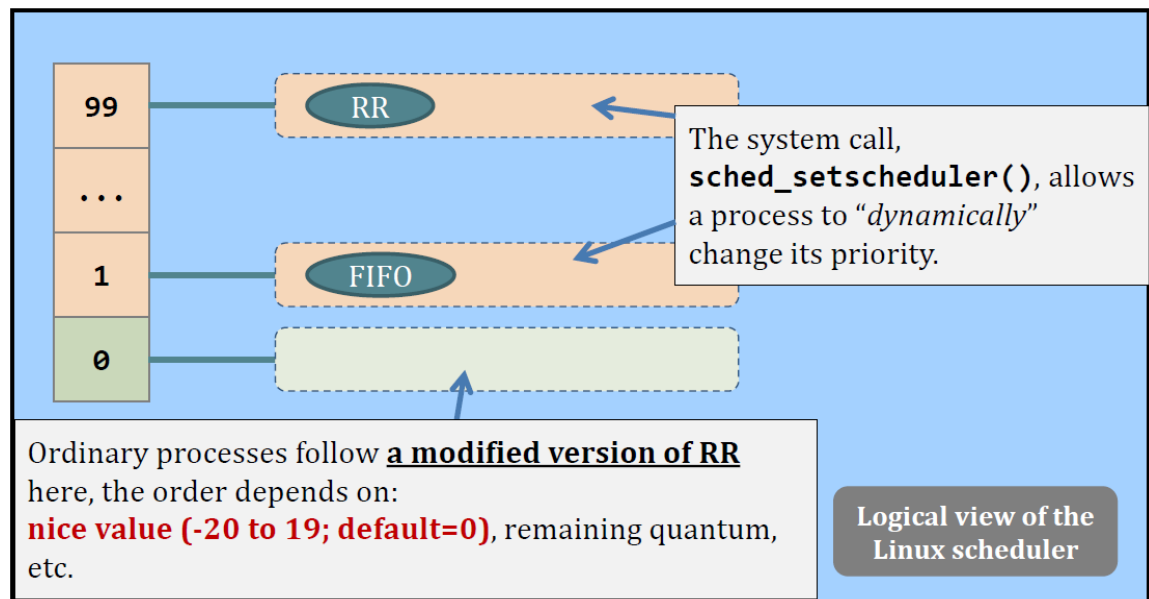 99
RR
...
1
FIFO
0
The system call,
sched_setscheduler(), allows
a process to “dynamically”
change its priority.
Ordinary processes follow a modified version of RR
here, the order depends on:
nice value (-20 to 19; default=0), remaining quantum,
etc.
Logical view of the
Linux scheduler